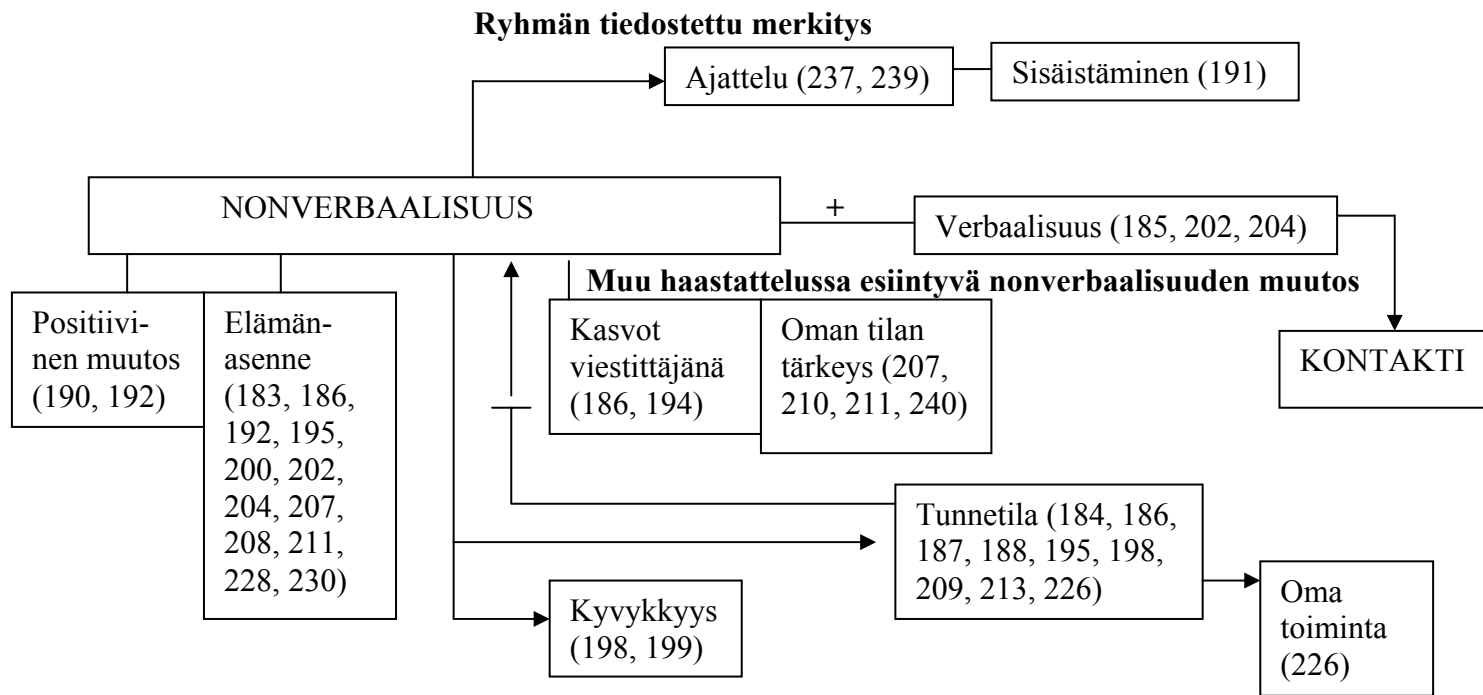 Ryhmän tiedostettu merkitys
Ajattelu (237, 239)
Sisäistäminen (191)
NONVERBAALISUUS
+
Verbaalisuus (185, 202, 204)
Muu haastattelussa esiintyvä nonverbaalisuuden muutos
Positiivi-
nen muutos
(190, 192)
Elämän-
asenne
(183, 186,
192, 195,
200, 202,
204, 207,
208, 211,
228, 230)
Kasvot
viestittäjänä
(186, 194)
Oman tilan
tärkeys (207,
210, 211, 240)
KONTAKTI
Tunnetila (184, 186,
187, 188, 195, 198,
209, 213, 226)
Kyvykkyys
(198, 199)
Oma
toiminta
(226)